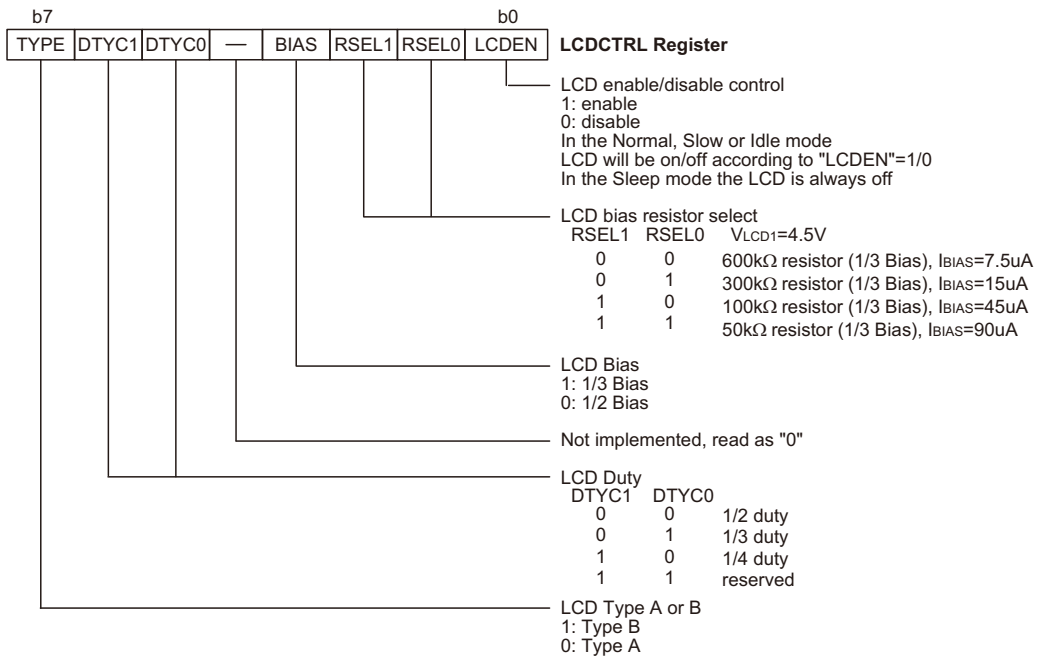 b7 b0
TYPE DTYC1 DTYC0 — BIAS RSEL1 RSEL0 LCDEN LCDCTRL Register
LCD enable/disable control
1: enable
0: disable
In the Normal, Slow or Idle mode
LCD will be on/off according to "LCDEN"=1/0
In the Sleep mode the LCD is always off
LCD bias resistor select
RSEL1 RSEL0 VLCD1=4.5V
0 0 600kΩ resistor (1/3 Bias), IBIAS=7.5uA
0 1 300kΩ resistor (1/3 Bias), IBIAS=15uA
1 0 100kΩ resistor (1/3 Bias), IBIAS=45uA
1 1 50kΩ resistor (1/3 Bias), IBIAS=90uA
LCD Bias
1: 1/3 Bias
0: 1/2 Bias
Not implemented, read as "0"
LCD Duty
DTYC1 DTYC0
0 0 1/2 duty
0 1 1/3 duty
1 0 1/4 duty
1 1 reserved
LCD Type A or B
1: Type B
0: Type A